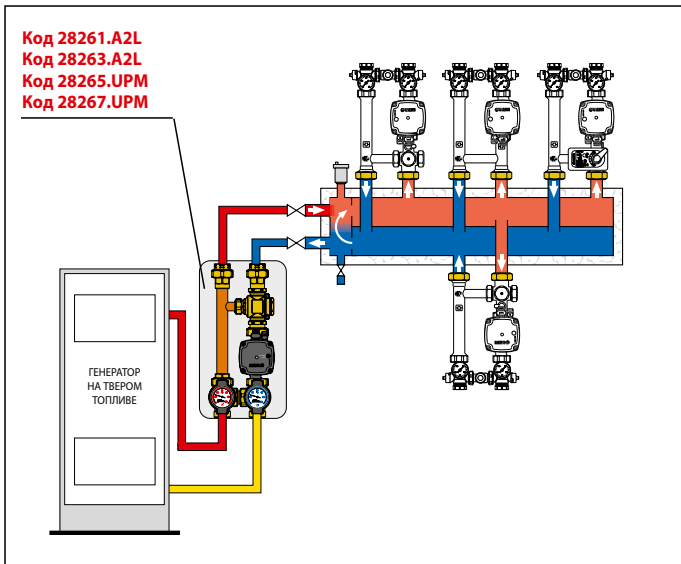 Код 28261.A2L
Код 28263.A2L
Код 28265.UPM
Код 28267.UPM
ГЕНЕРАТОР
НА ТВЕРОМ
ТОПЛИВЕ